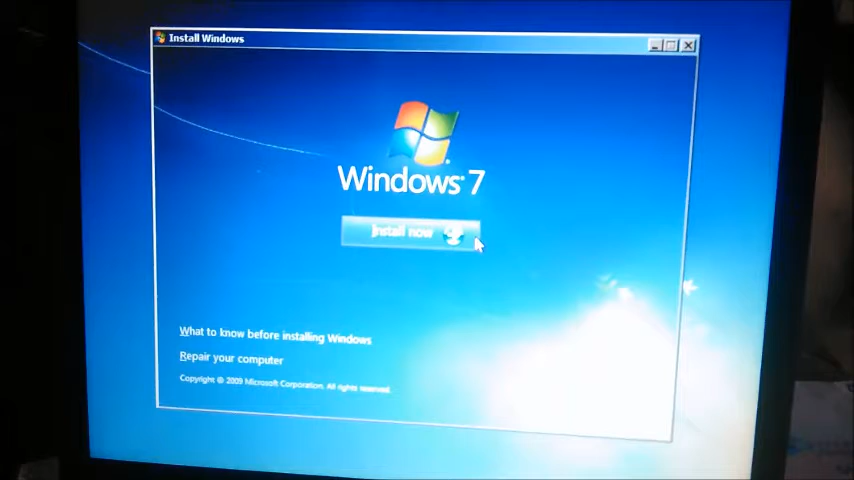 Install Windows
Windows 7
Install now
What to know before installing Windows
Repair your computer
Copyright © 2009 Microsoft Corporation. All rights reserved.